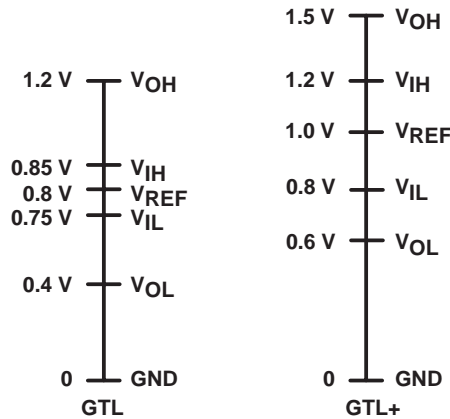 1.2 V VOH
0.85 V VIH
0.8 V VREF
0.75 V VIL
0.4 V VOL
0 GND
GTL
1.5 V VOH
1.2 V VIH
1.0 V VREF
0.8 V VIL
0.6 V VOL
0 GND
GTL+